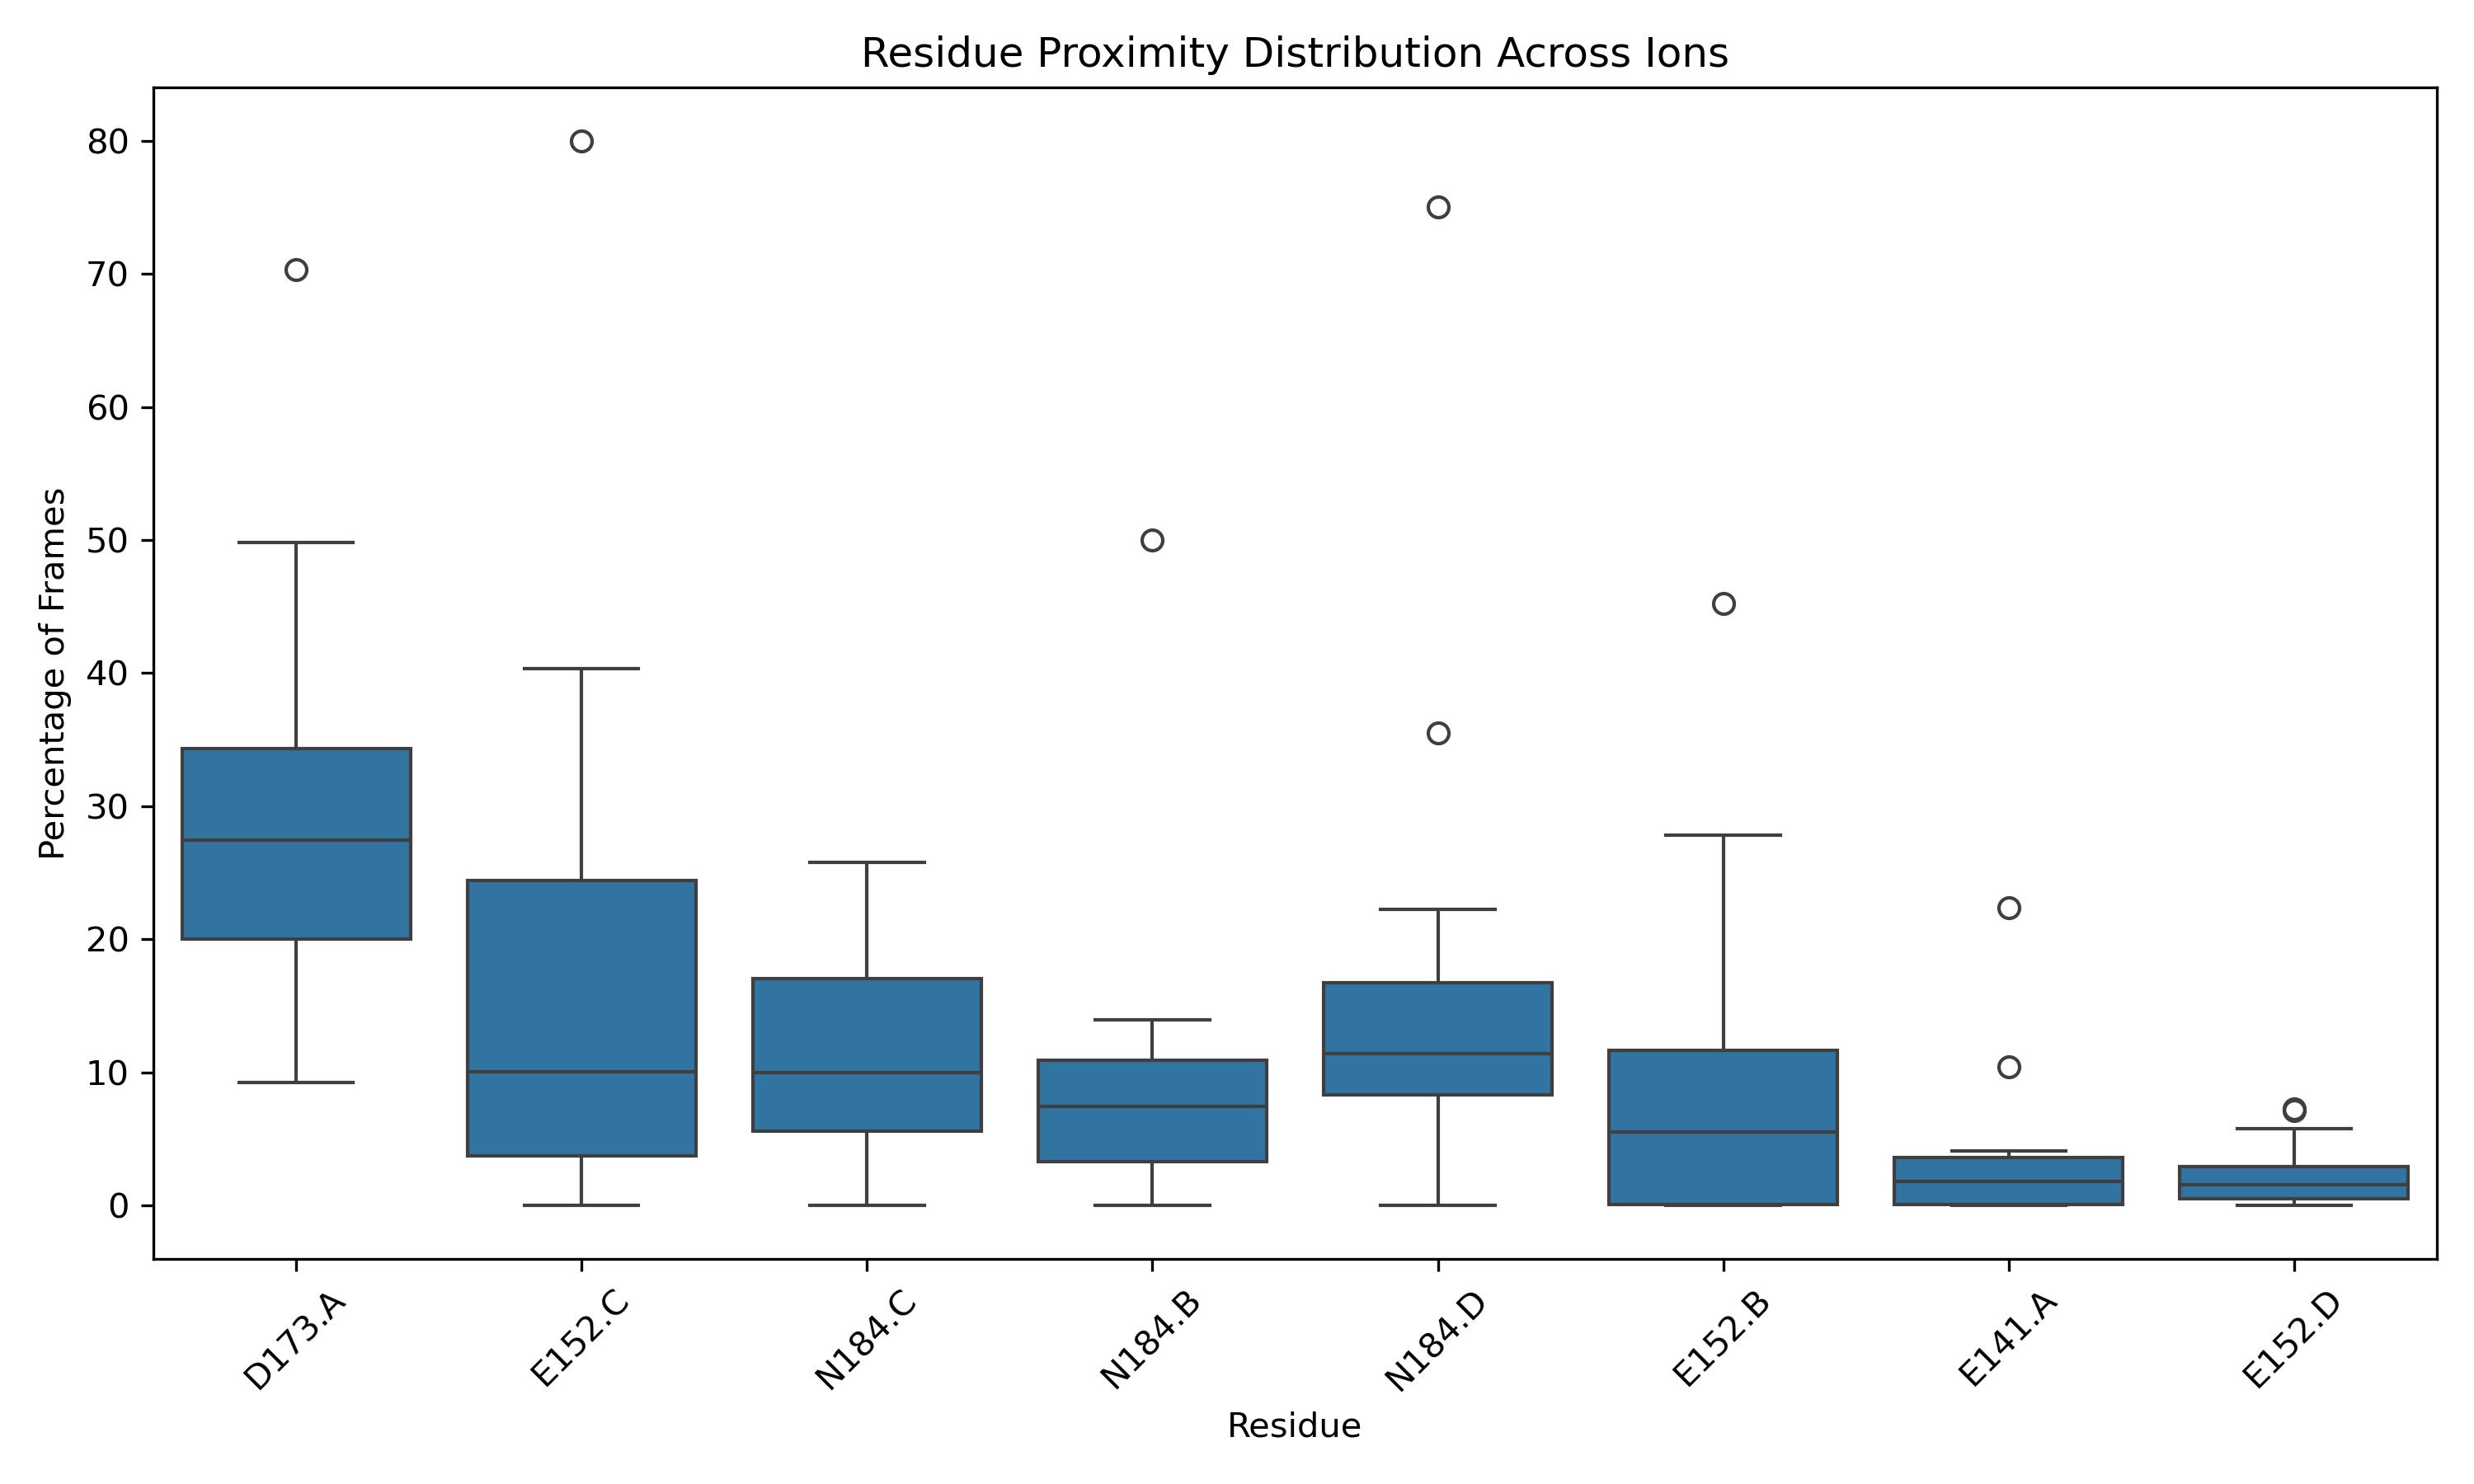 Residue Proximity Distribution Across Ions
Percentage of Frames
80
70
60
50
40
30
20
10
0
D173.A
E152.C
N184.C
N184.B
N184.D
E152.B
E141.A
E152.D
Residue